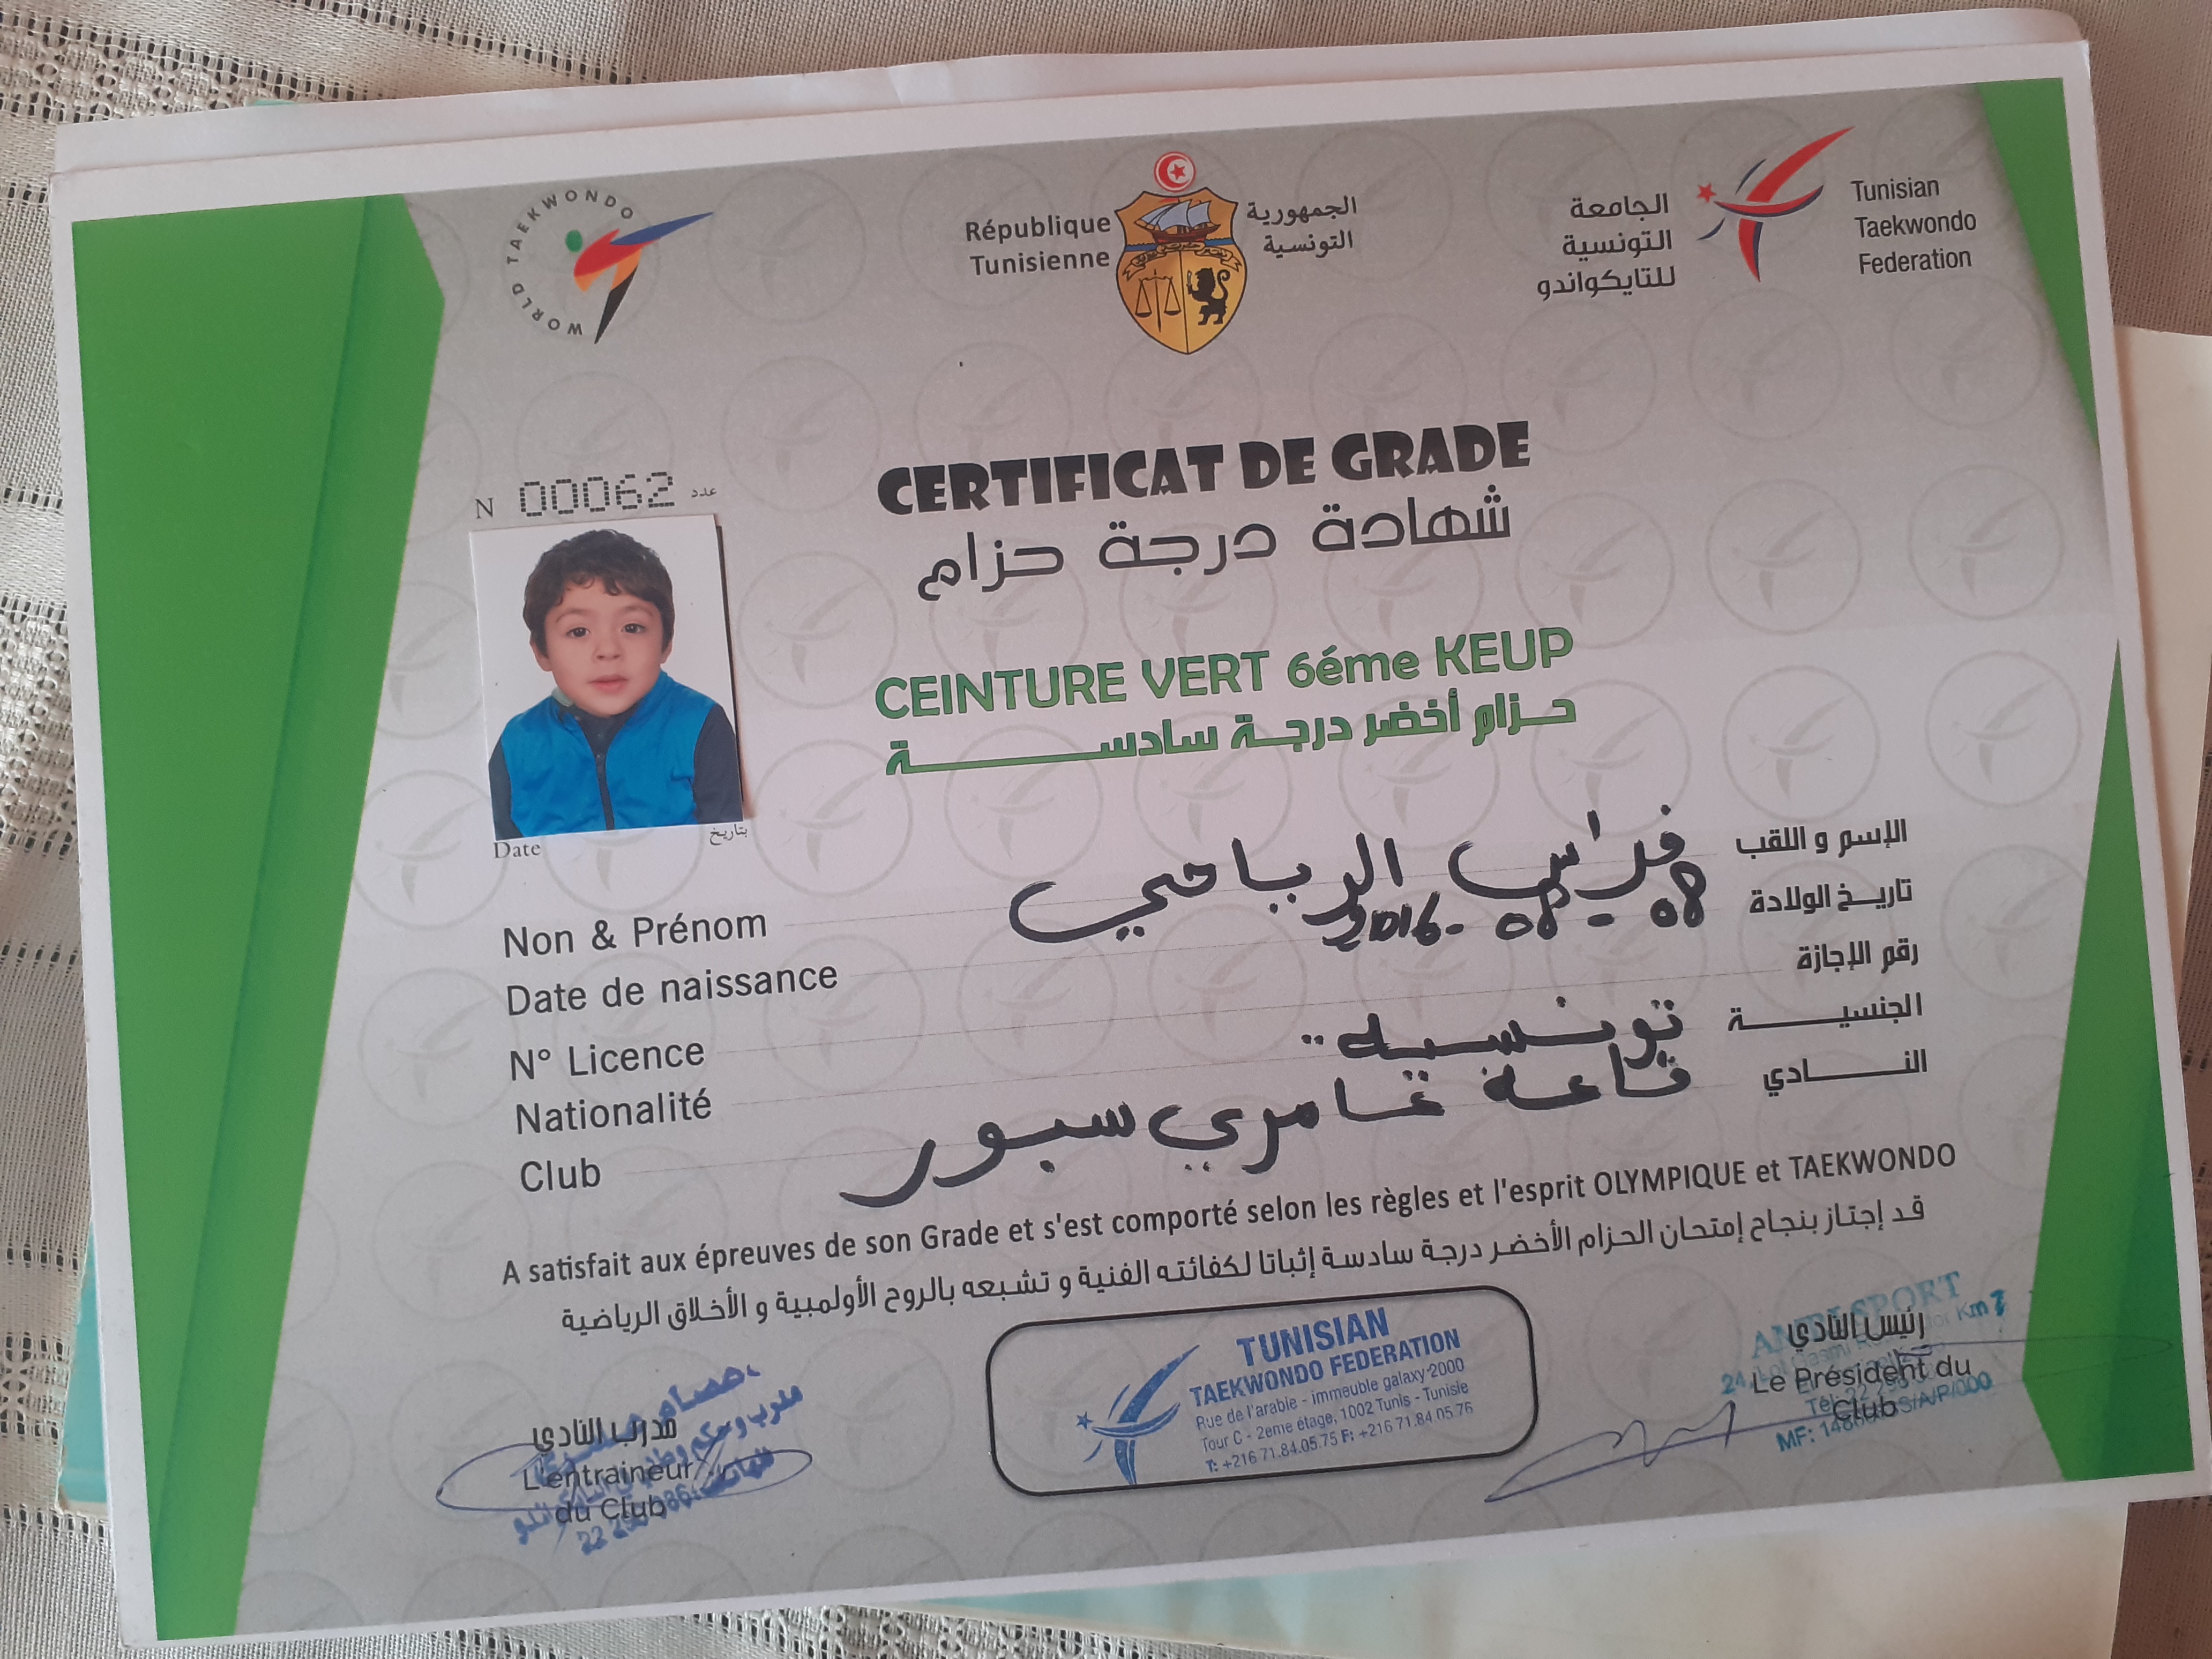 WORLD TAEKWONDO
République
Tunisienne
الجمهورية
التونسية
الجامعة
التونسية
للتايكواندو
Tunisian
Taekwondo
Federation
N 00062 عدد
CERTIFICAT DE GRADE
شهادة درجة حزام
CEINTURE VERT 6éme KEUP
حزام أخضر درجة سادسة
Date بتاريخ
Non & Prénom فراس الرياحي الإسم و اللقب
Date de naissance 2016-08-08 تاريخ الولادة
N° Licence رقم الإجازة
Nationalité تونسية الجنسية
Club قاعة عامري سبور النادي
A satisfait aux épreuves de son Grade et s'est comporté selon les règles et l'esprit OLYMPIQUE et TAEKWONDO
قد إجتاز بنجاح إمتحان الحزام الأخضر درجة سادسة إثباتا لكفائته الفنية و تشبعه بالروح الأولمبية و الأخلاق الرياضية
مدرب النادي
L'entraineur
du Club
TUNISIAN
TAEKWONDO FEDERATION
Rue de l'arabie - immeuble galaxy 2000
Tour C - 2eme étage, 1002 Tunis - Tunisie
T: +216 71.84.05.75 F: +216 71.84.05.76
SPORT
Km 7
رئيس النادي
Le Président du
Club